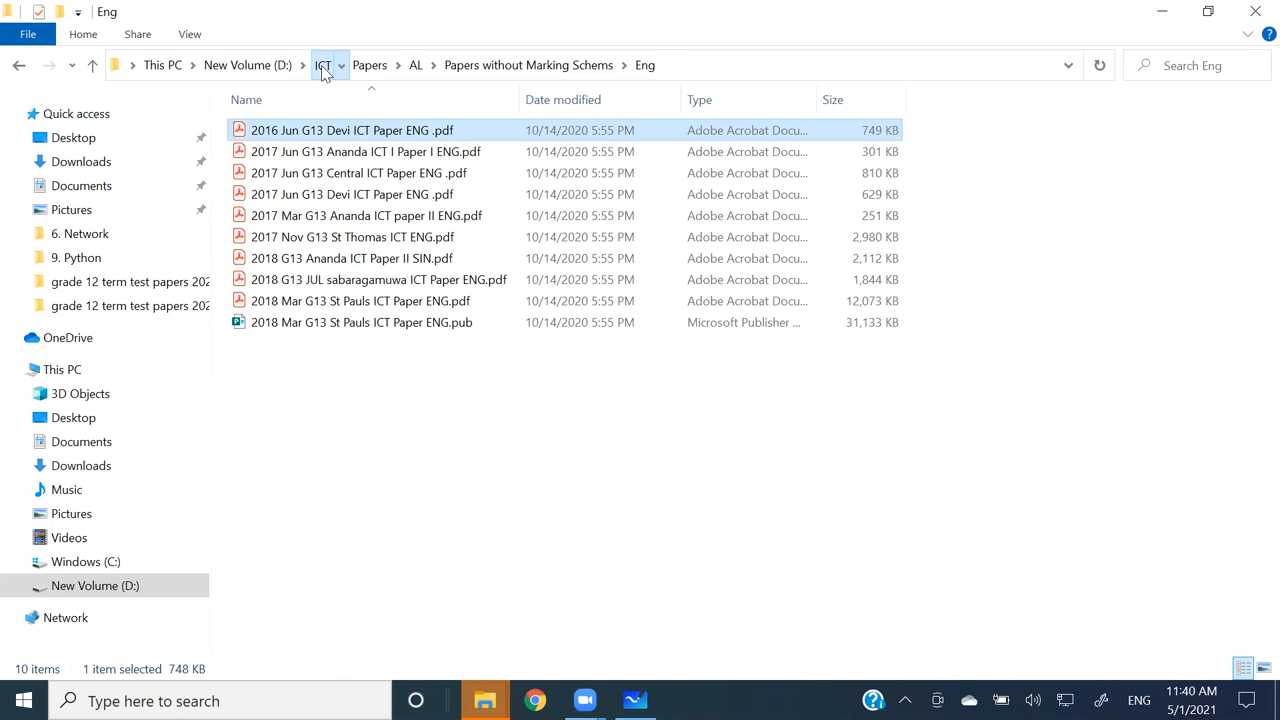 Eng
File Home Share View
This PC New Volume (D:) ICT Papers AL Papers without Marking Schems Eng Search Eng
Name Date modified Type Size
Quick access
Desktop
Downloads
Documents
Pictures
6. Network
9. Python
grade 12 term test papers 202
grade 12 term test papers 202
OneDrive
This PC
3D Objects
Desktop
Documents
Downloads
Music
Pictures
Videos
Windows (C:)
New Volume (D:)
Network
2016 Jun G13 Devi ICT Paper ENG .pdf 10/14/2020 5:55 PM Adobe Acrobat Docu... 749 KB
2017 Jun G13 Ananda ICT I Paper I ENG.pdf 10/14/2020 5:55 PM Adobe Acrobat Docu... 301 KB
2017 Jun G13 Central ICT Paper ENG .pdf 10/14/2020 5:55 PM Adobe Acrobat Docu... 810 KB
2017 Jun G13 Devi ICT Paper ENG .pdf 10/14/2020 5:55 PM Adobe Acrobat Docu... 629 KB
2017 Mar G13 Ananda ICT paper II ENG.pdf 10/14/2020 5:55 PM Adobe Acrobat Docu... 251 KB
2017 Nov G13 St Thomas ICT ENG.pdf 10/14/2020 5:55 PM Adobe Acrobat Docu... 2,980 KB
2018 G13 Ananda ICT Paper II SIN.pdf 10/14/2020 5:55 PM Adobe Acrobat Docu... 2,112 KB
2018 G13 JUL sabaragamuwa ICT Paper ENG.pdf 10/14/2020 5:55 PM Adobe Acrobat Docu... 1,844 KB
2018 Mar G13 St Pauls ICT Paper ENG.pdf 10/14/2020 5:55 PM Adobe Acrobat Docu... 12,073 KB
2018 Mar G13 St Pauls ICT Paper ENG.pub 10/14/2020 5:55 PM Microsoft Publisher ... 31,133 KB
10 items 1 item selected 748 KB
Type here to search ENG 11:40 AM
5/1/2021